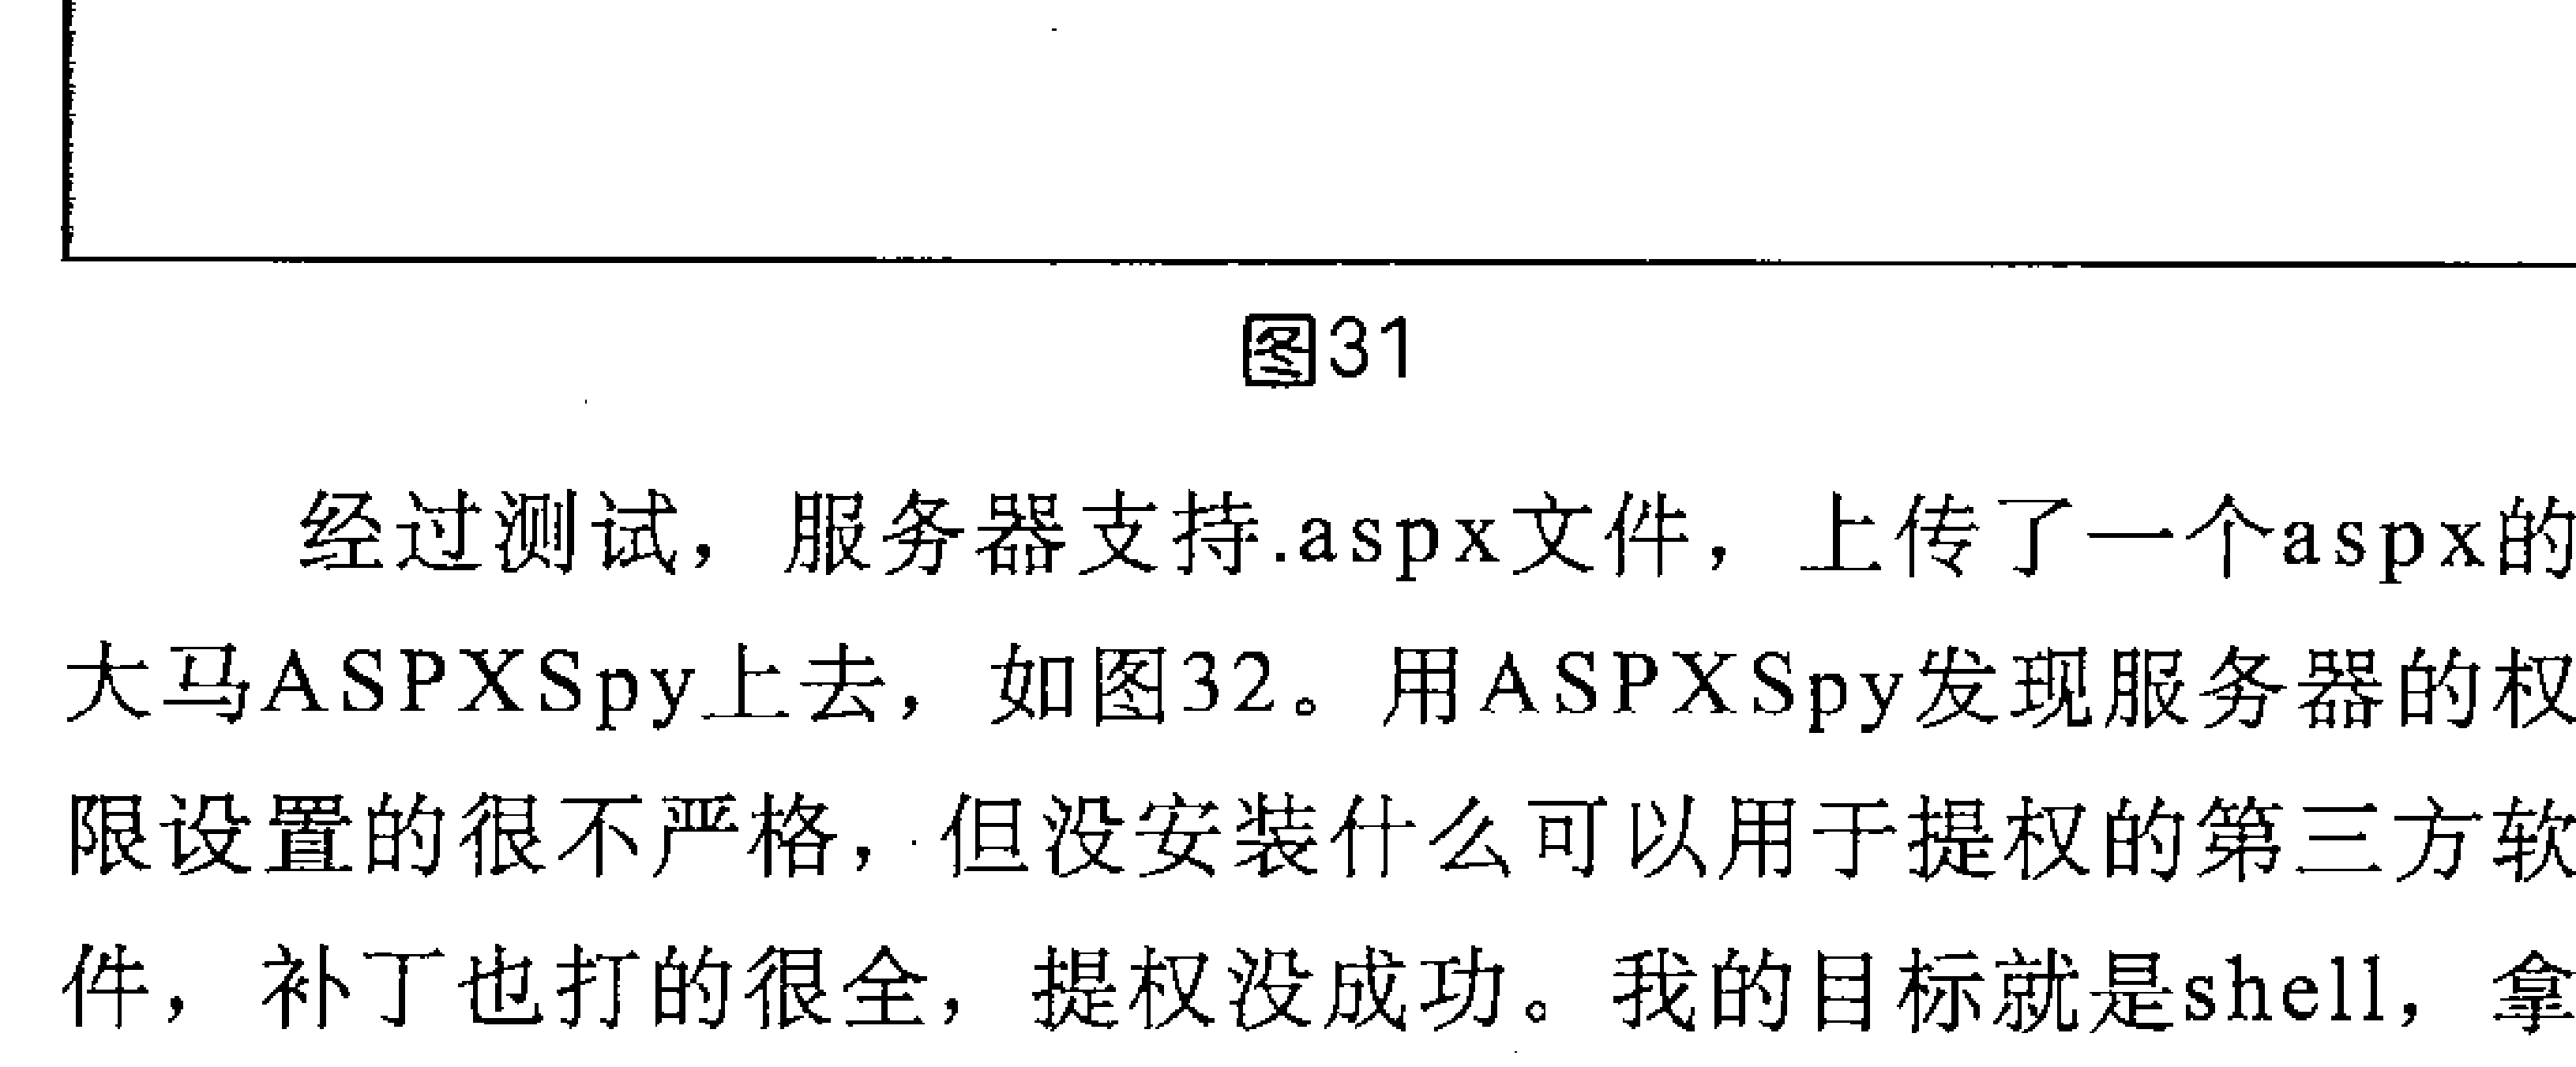 图31
经过测试，服务器支持.aspx文件，上传了一个aspx的
大马ASPXSpy上去，如图32。用ASPXSpy发现服务器的权
限设置的很不严格，但没安装什么可以用于提权的第三方软
件，补丁也打的很全，提权没成功。我的目标就是shell，拿